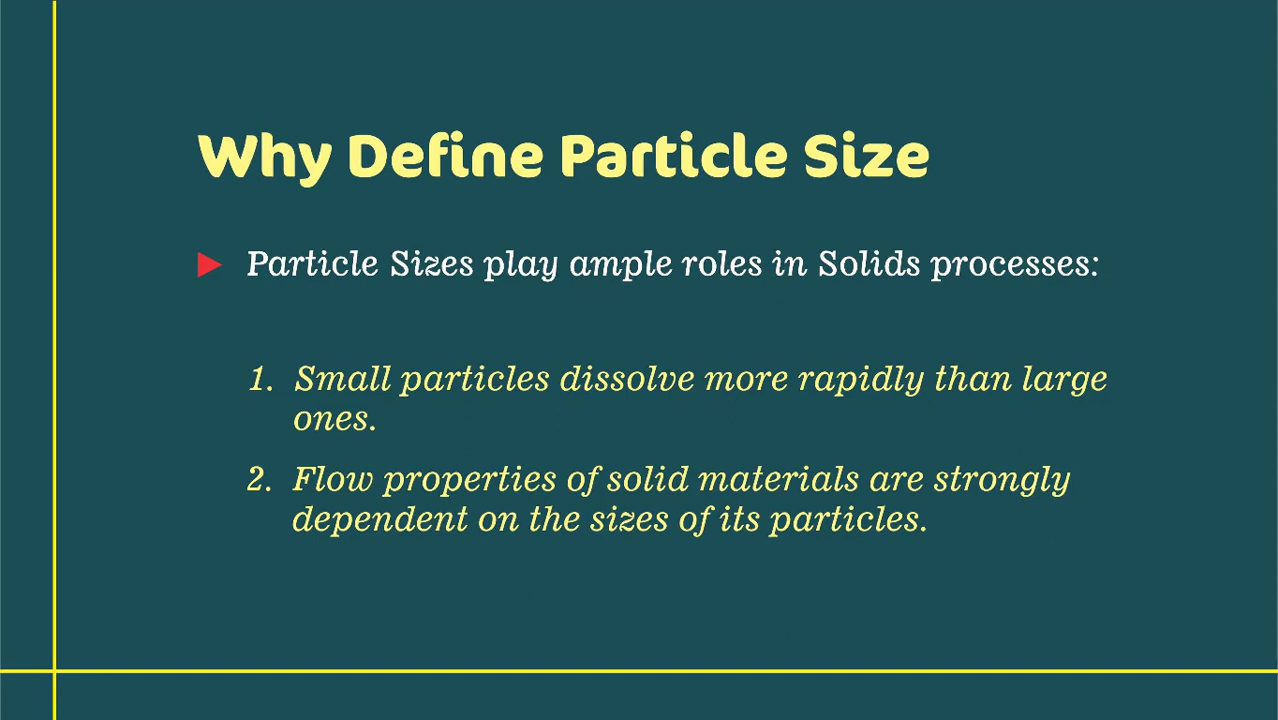 Why Define Particle Size
Particle Sizes play ample roles in Solids processes:
1. Small particles dissolve more rapidly than large
ones.
2. Flow properties of solid materials are strongly
dependent on the sizes of its particles.